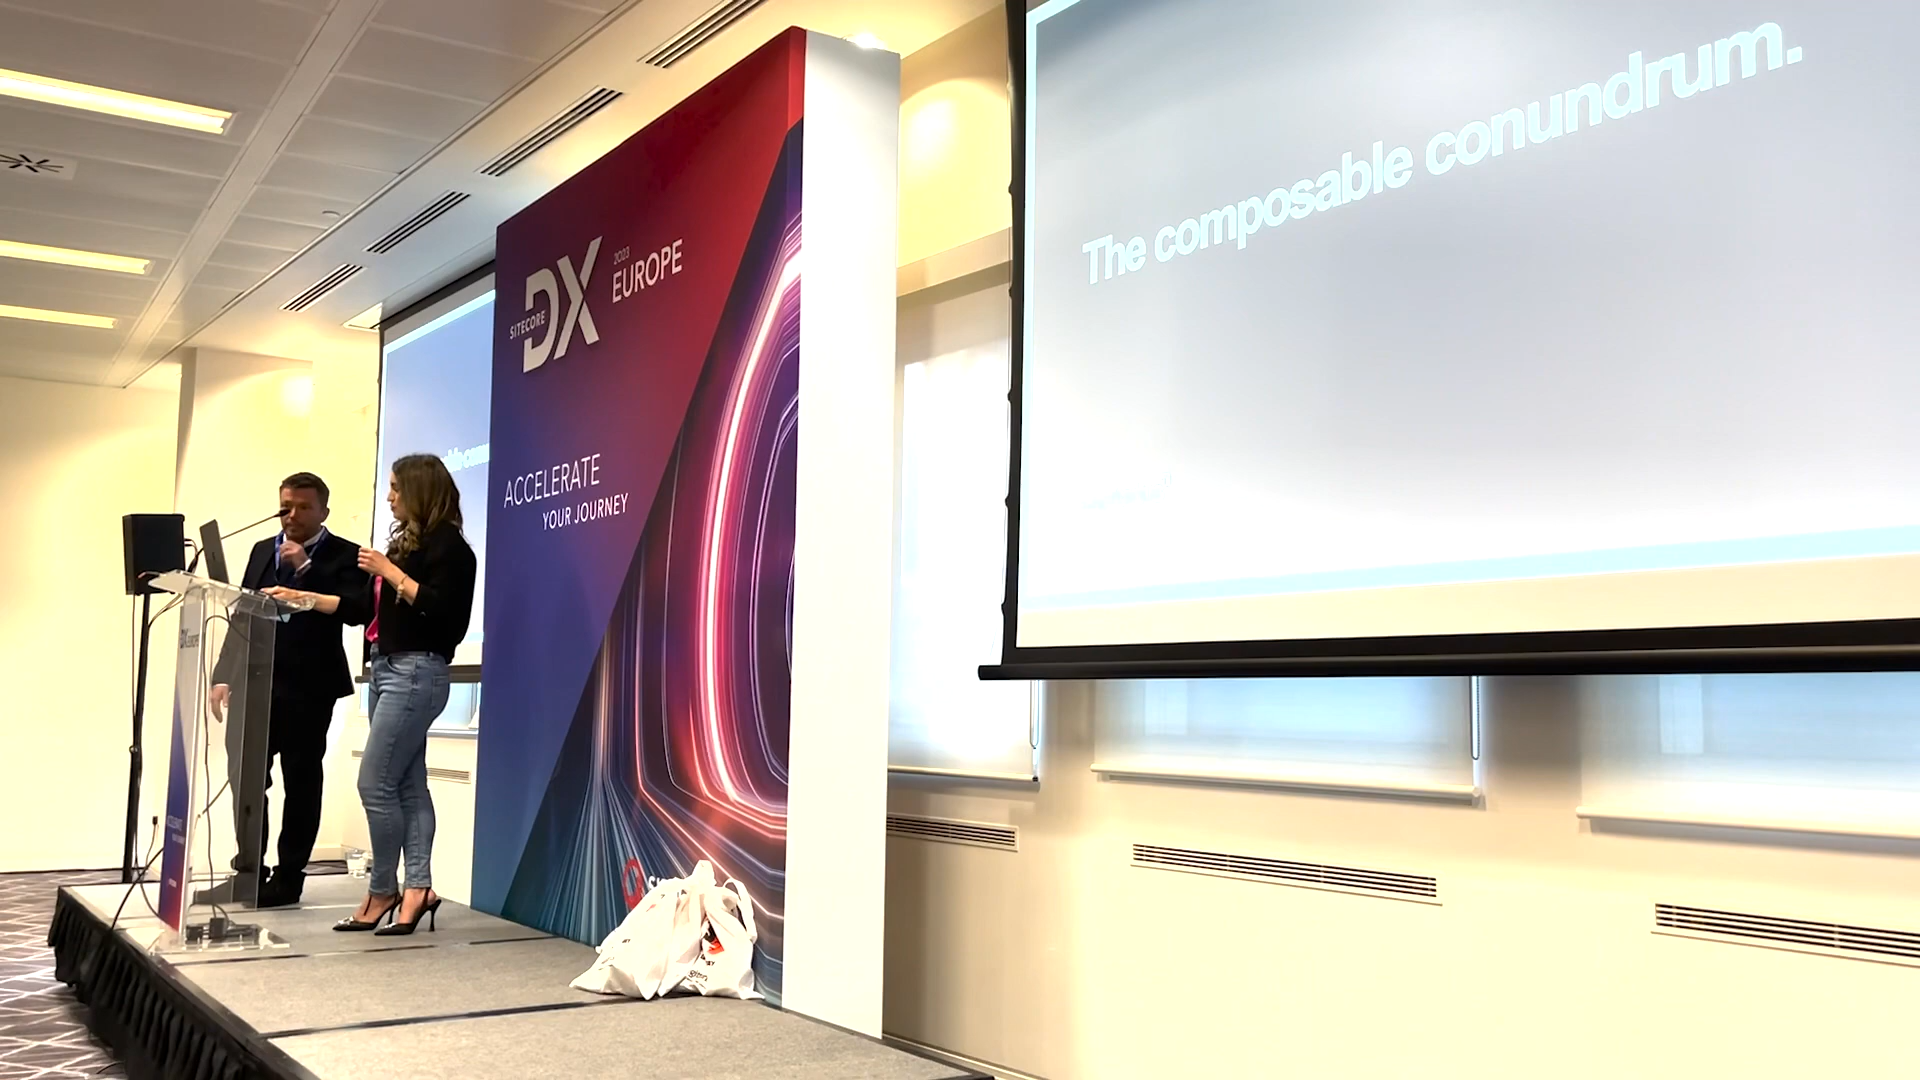 The composable conundrum.
SITECORE
DX
2023
EUROPE
ACCELERATE
YOUR JOURNEY